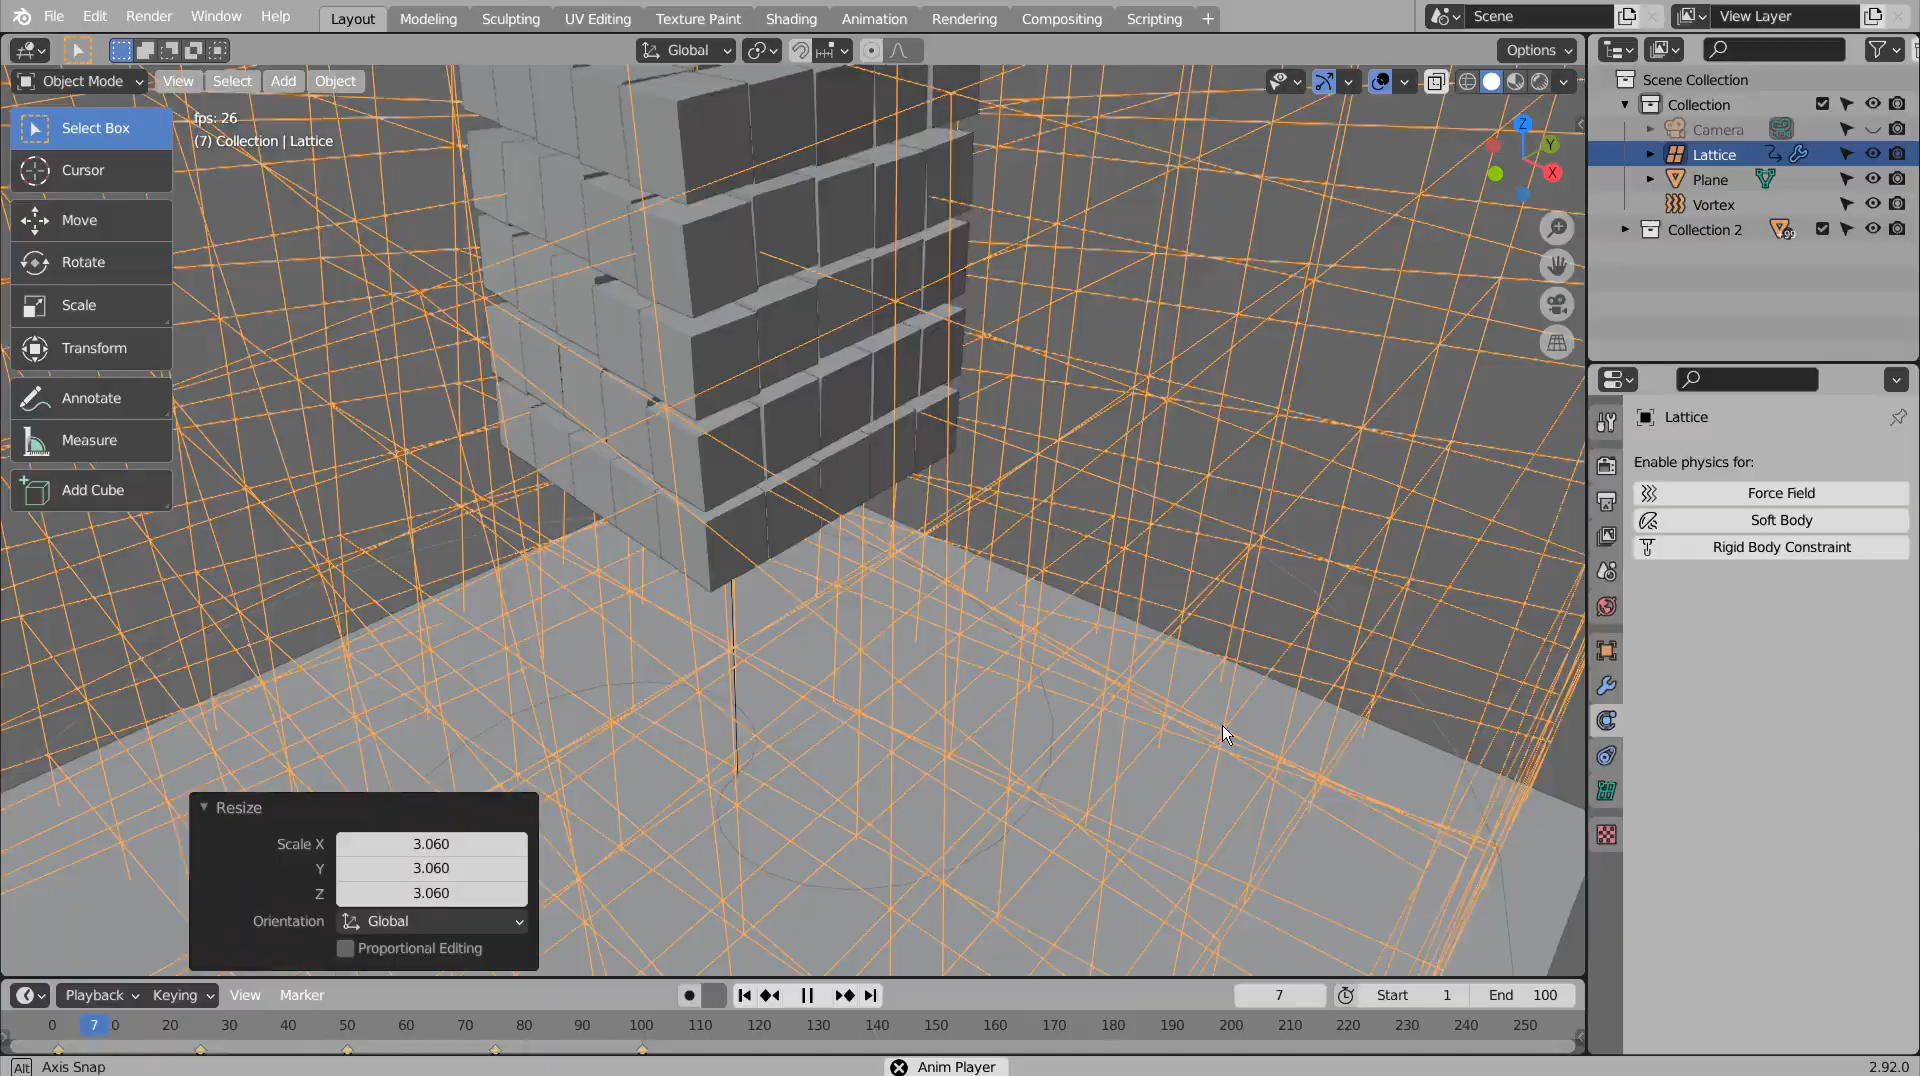 File Edit Render Window Help Layout Modeling Sculpting UV Editing Texture Paint Shading Animation Rendering Compositing Scripting + Scene View Layer
Global Options
Object Mode View Select Add Object
Select Box
Cursor
Move
Rotate
Scale
Transform
Annotate
Measure
Add Cube
fps: 26
(7) Collection | Lattice
Z
Y
X
Scene Collection
Collection
Camera
Lattice
Plane
Vortex
Collection 2 99
Lattice
Enable physics for:
Force Field
Soft Body
Rigid Body Constraint
Resize
Scale X 3.060
Y 3.060
Z 3.060
Orientation Global
Proportional Editing
Playback Keying View Marker 7 Start 1 End 100
0 7 0 20 30 40 50 60 70 80 90 100 110 120 130 140 150 160 170 180 190 200 210 220 230 240 250
Alt Axis Snap Anim Player 2.92.0